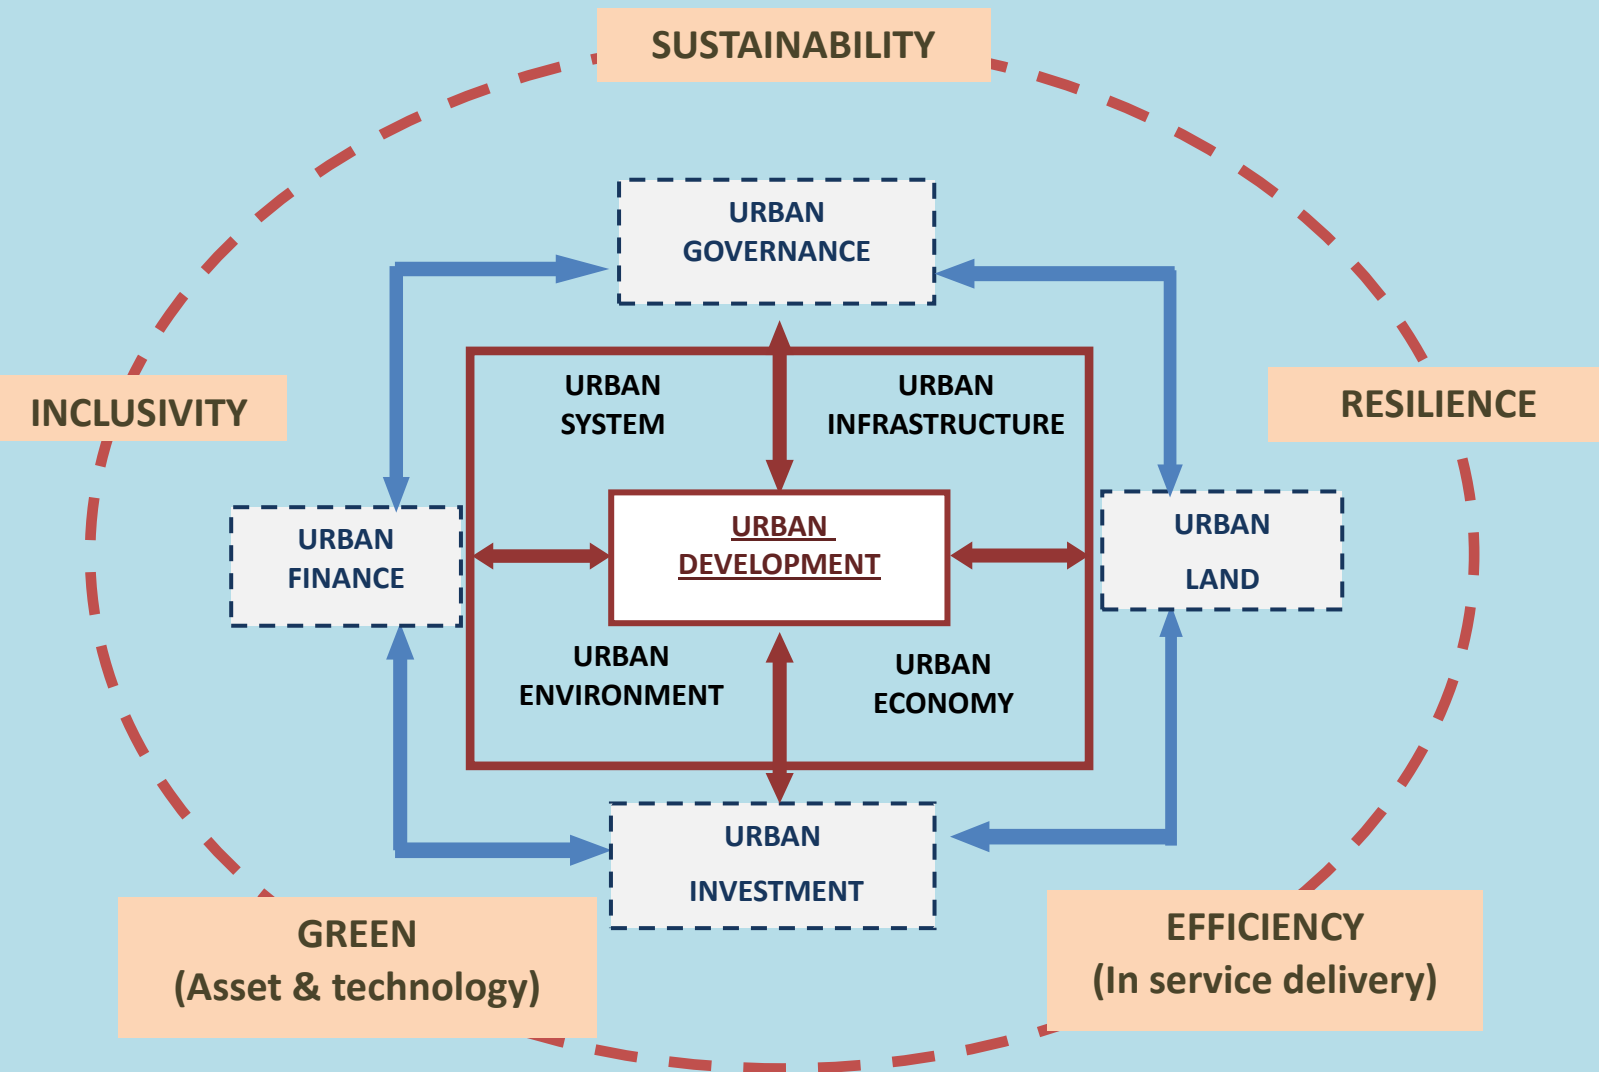 SUSTAINABILITY
URBAN
GOVERNANCE
INCLUSIVITY
RESILIENCE
URBAN
SYSTEM
URBAN
INFRASTRUCTURE
URBAN
FINANCE
URBAN
DEVELOPMENT
URBAN
LAND
URBAN
ENVIRONMENT
URBAN
ECONOMY
URBAN
INVESTMENT
GREEN
(Asset & technology)
EFFICIENCY
(In service delivery)